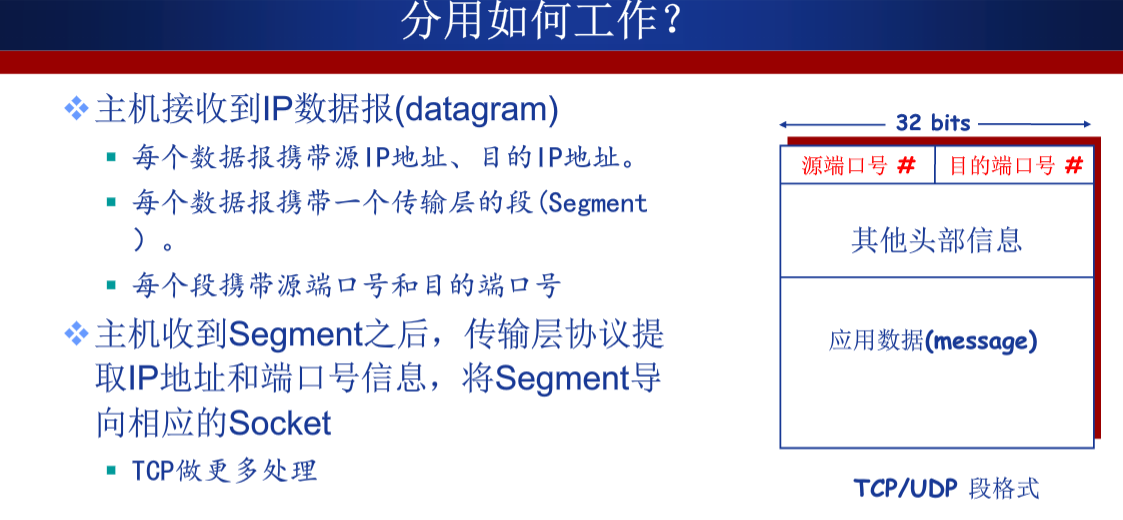 分用如何工作？
主机接收到IP数据报(datagram)
每个数据报携带源IP地址、目的IP地址。
每个数据报携带一个传输层的段(Segment
）。
每个段携带源端口号和目的端口号
主机收到Segment之后，传输层协议提
取IP地址和端口号信息，将Segment导
向相应的Socket
TCP做更多处理
32 bits
源端口号 # 目的端口号 #
其他头部信息
应用数据(message)
TCP/UDP 段格式